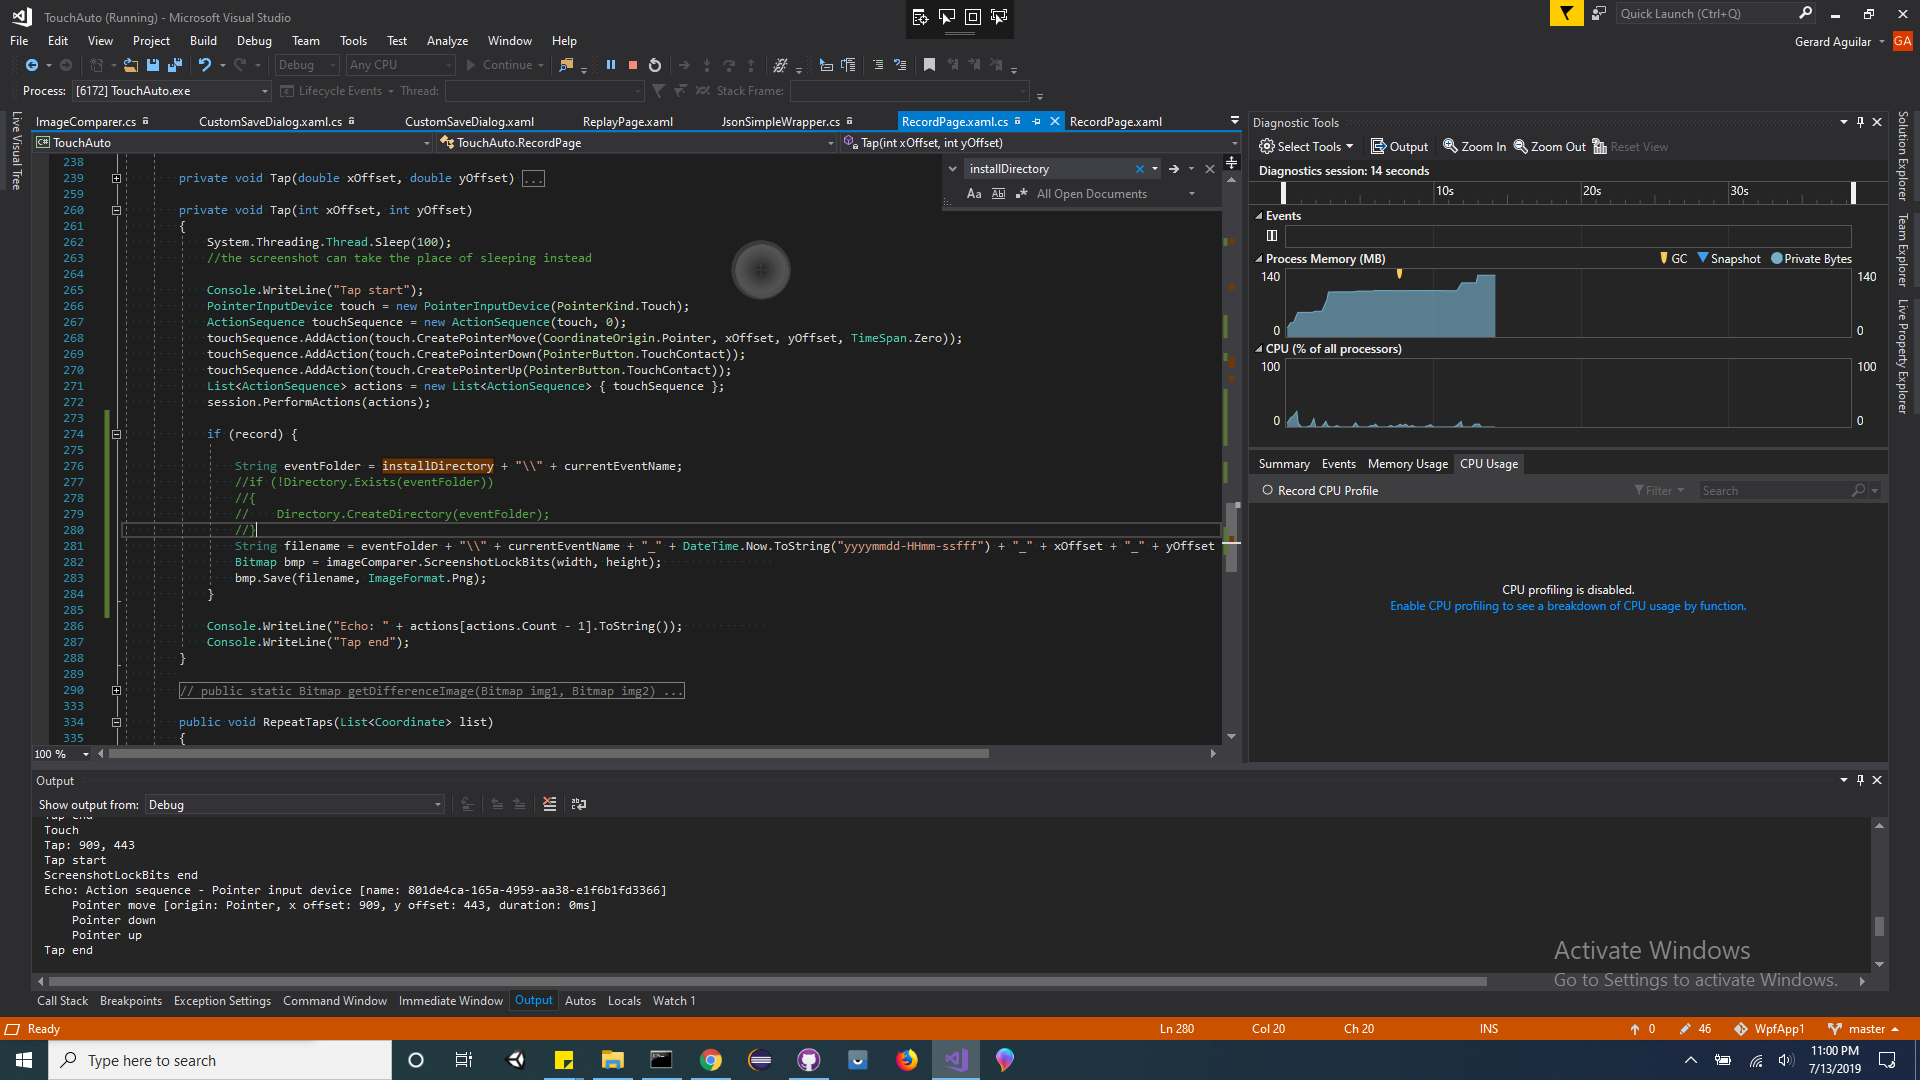 TouchAuto (Running) - Microsoft Visual Studio
Quick Launch (Ctrl+Q)
File Edit View Project Build Debug Team Tools Test Analyze Window Help
Gerard Aguilar GA
Debug Any CPU Continue
Process: [6172] TouchAuto.exe Lifecycle Events Thread: Stack Frame:
ImageComparer.cs CustomSaveDialog.xaml.cs CustomSaveDialog.xaml ReplayPage.xaml JsonSimpleWrapper.cs RecordPage.xaml.cs RecordPage.xaml
TouchAuto TouchAuto.RecordPage Tap(int xOffset, int yOffset)
Live Visual Tree
installDirectory
Aa Ab All Open Documents
238
239 private void Tap(double xOffset, double yOffset) ...
259
260 private void Tap(int xOffset, int yOffset)
261 {
262 System.Threading.Thread.Sleep(100);
263 //the screenshot can take the place of sleeping instead
264
265 Console.WriteLine("Tap start");
266 PointerInputDevice touch = new PointerInputDevice(PointerKind.Touch);
267 ActionSequence touchSequence = new ActionSequence(touch, 0);
268 touchSequence.AddAction(touch.CreatePointerMove(CoordinateOrigin.Pointer, xOffset, yOffset, TimeSpan.Zero));
269 touchSequence.AddAction(touch.CreatePointerDown(PointerButton.TouchContact));
270 touchSequence.AddAction(touch.CreatePointerUp(PointerButton.TouchContact));
271 List<ActionSequence> actions = new List<ActionSequence> { touchSequence };
272 session.PerformActions(actions);
273
274 if (record) {
275
276 String eventFolder = installDirectory + "\\" + currentEventName;
277 //if (!Directory.Exists(eventFolder))
278 //{
279 // Directory.CreateDirectory(eventFolder);
280 //}
281 String filename = eventFolder + "\\" + currentEventName + "_" + DateTime.Now.ToString("yyyymmdd-HHmm-ssfff") + "_" + xOffset + "_" + yOffset
282 Bitmap bmp = imageComparer.ScreenshotLockBits(width, height);
283 bmp.Save(filename, ImageFormat.Png);
284 }
285
286 Console.WriteLine("Echo: " + actions[actions.Count - 1].ToString());
287 Console.WriteLine("Tap end");
288 }
289
290 // public static Bitmap getDifferenceImage(Bitmap img1, Bitmap img2) ...
333
334 public void RepeatTaps(List<Coordinate> list)
335 {
100 %
Diagnostic Tools
Select Tools Output Zoom In Zoom Out Reset View
Diagnostics session: 14 seconds
10s 20s 30s
Events
Process Memory (MB) GC Snapshot Private Bytes
140 140
0 0
CPU (% of all processors)
100 100
0 0
Summary Events Memory Usage CPU Usage
Record CPU Profile Filter Search
CPU profiling is disabled.
Enable CPU profiling to see a breakdown of CPU usage by function.
Solution Explorer
Team Explorer
Live Property Explorer
Output
Show output from: Debug
Tap end
Touch
Tap: 909, 443
Tap start
ScreenshotLockBits end
Echo: Action sequence - Pointer input device [name: 801de4ca-165a-4959-aa38-e1f6b1fd3366]
Pointer move [origin: Pointer, x offset: 909, y offset: 443, duration: 0ms]
Pointer down
Pointer up
Tap end
Activate Windows
Go to Settings to activate Windows.
Call Stack Breakpoints Exception Settings Command Window Immediate Window Output Autos Locals Watch 1
Ready Ln 280 Col 20 Ch 20 INS 0 46 WpfApp1 master
Type here to search
11:00 PM
7/13/2019